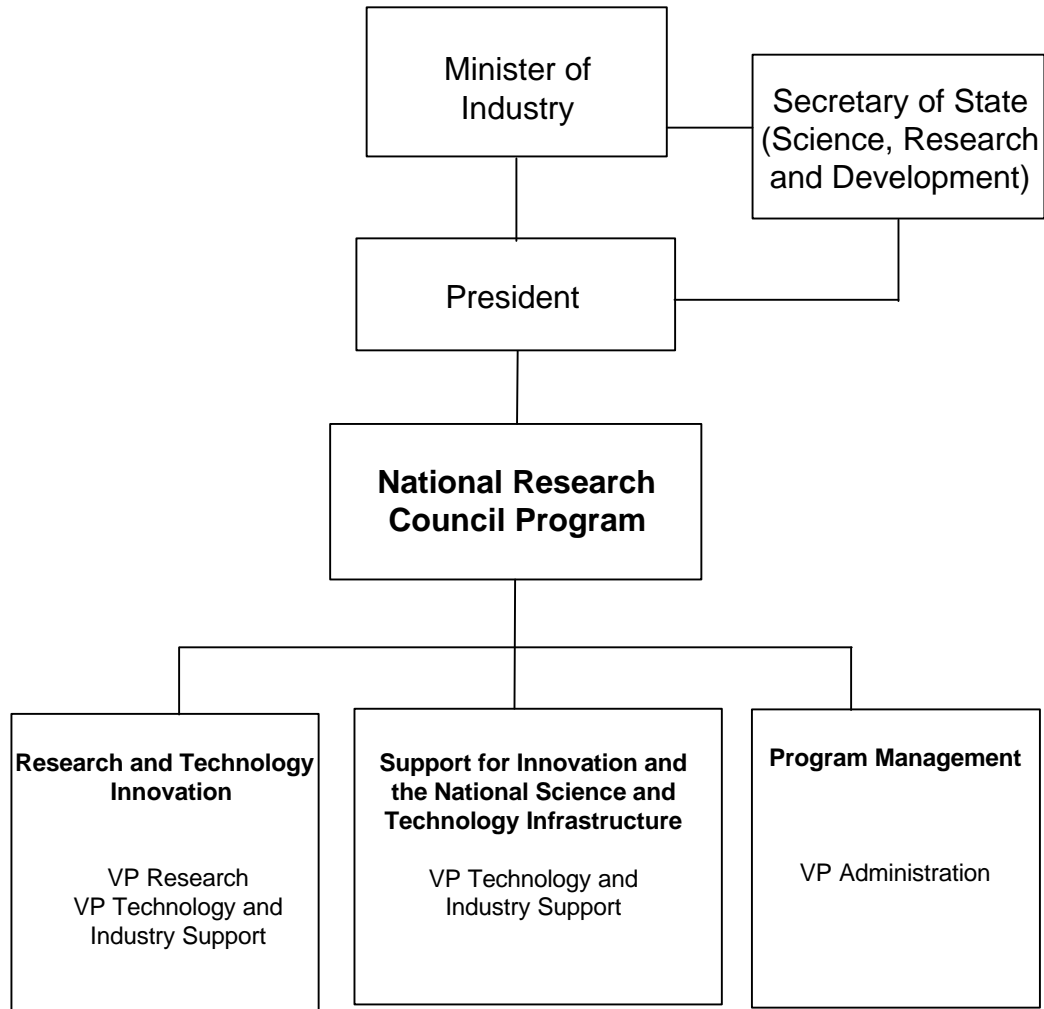 Minister of
Industry
Secretary of State
(Science, Research
and Development)
President
National Research
Council Program
Research and Technology
Innovation
VP Research
VP Technology and
Industry Support
Support for Innovation and
the National Science and
Technology Infrastructure
VP Technology and
Industry Support
Program Management
VP Administration